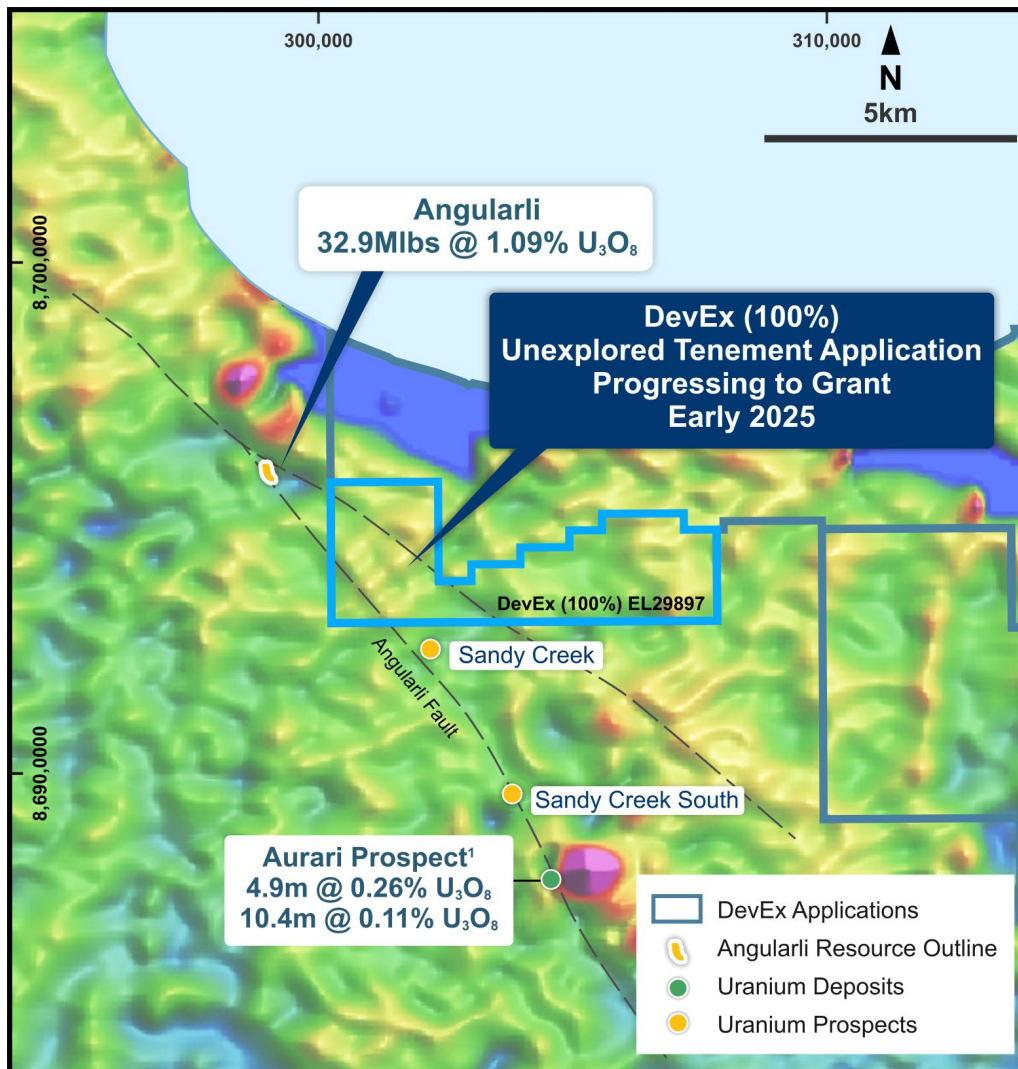 300,000
310,000
N
5km
Angularli
32.9Mlbs @ 1.09% U₃O₈
8,700,0000
DevEx (100%)
Unexplored Tenement Application
Progressing to Grant
Early 2025
DevEx (100%) EL29897
Sandy Creek
Angularli Fault
8,690,0000
Sandy Creek South
Aurari Prospect¹
4.9m @ 0.26% U₃O₈
10.4m @ 0.11% U₃O₈
DevEx Applications
Angularli Resource Outline
Uranium Deposits
Uranium Prospects